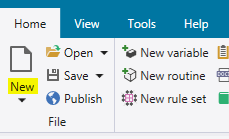 Home View Tools Help
New
Open
Save
Publish
File
New variable
New routine
New rule set